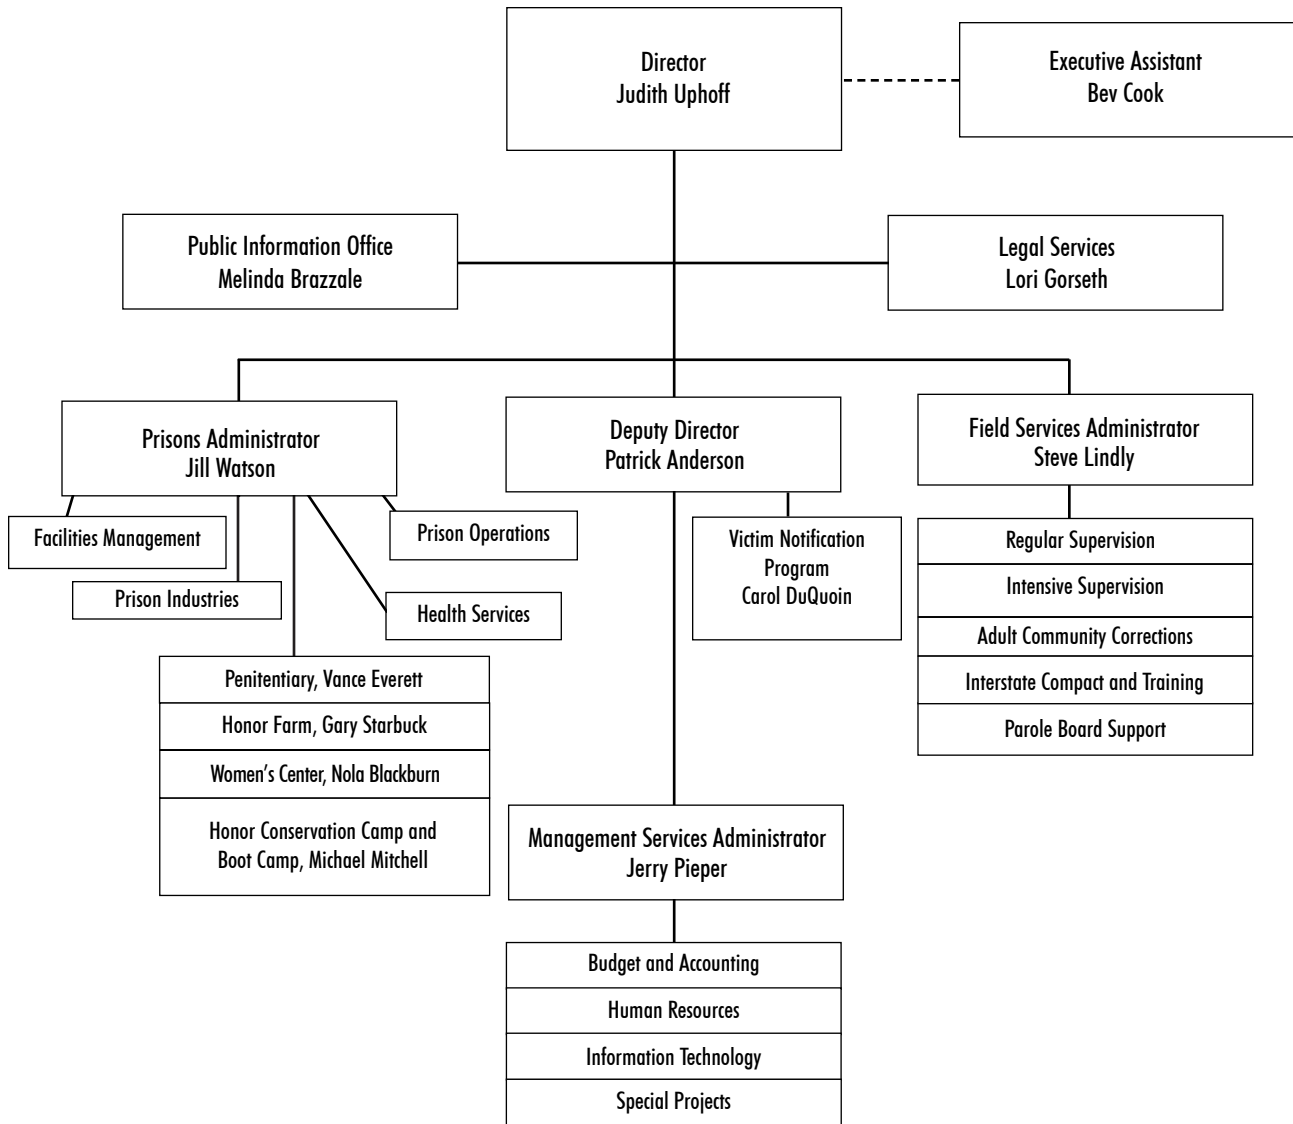 Director
Judith Uphoff
Executive Assistant
Bev Cook
Public Information Office
Melinda Brazzale
Legal Services
Lori Gorseth
Prisons Administrator
Jill Watson
Deputy Director
Patrick Anderson
Field Services Administrator
Steve Lindly
Facilities Management
Prison Operations
Prison Industries
Health Services
Penitentiary, Vance Everett
Honor Farm, Gary Starbuck
Women’s Center, Nola Blackburn
Honor Conservation Camp and
Boot Camp, Michael Mitchell
Victim Notification
Program
Carol DuQuoin
Regular Supervision
Intensive Supervision
Adult Community Corrections
Interstate Compact and Training
Parole Board Support
Management Services Administrator
Jerry Pieper
Budget and Accounting
Human Resources
Information Technology
Special Projects